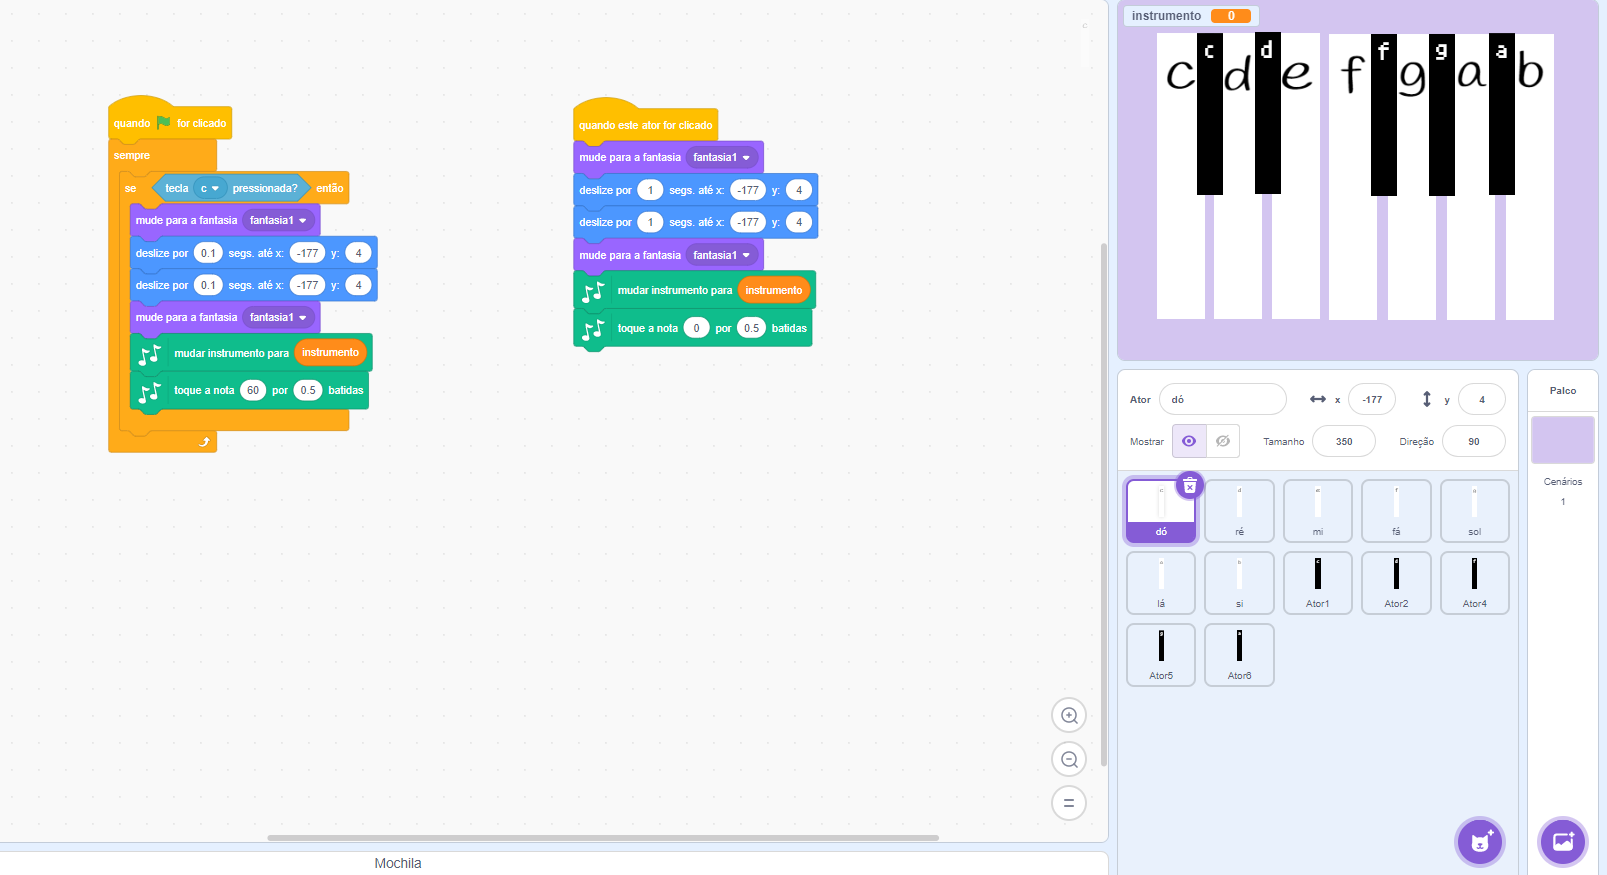 quando for clicado
sempre
se tecla c pressionada? então
mude para a fantasia fantasia1
deslize por 0.1 segs. até x: -177 y: 4
deslize por 0.1 segs. até x: -177 y: 4
mude para a fantasia fantasia1
mudar instrumento para instrumento
toque a nota 60 por 0.5 batidas
quando este ator for clicado
mude para a fantasia fantasia1
deslize por 1 segs. até x: -177 y: 4
deslize por 1 segs. até x: -177 y: 4
mude para a fantasia fantasia1
mudar instrumento para instrumento
toque a nota 0 por 0.5 batidas
Mochila
instrumento 0
c d f g a
c d e f g a b
Ator dó x -177 y 4
Mostrar Tamanho 350 Direção 90
dó ré mi fá sol
lá si Ator1 Ator2 Ator4
Ator5 Ator6
Palco
Cenários
1